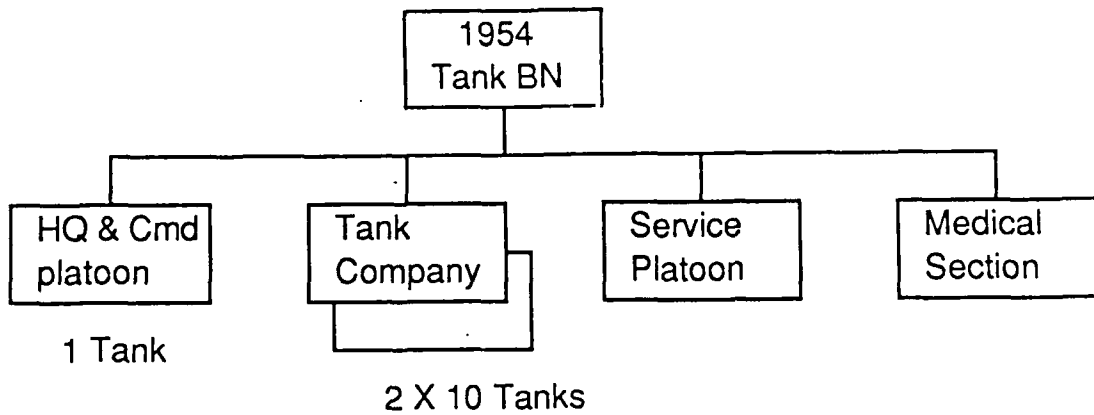 1954
Tank BN
HQ & Cmd
platoon
1 Tank
Tank
Company
2 X 10 Tanks
Service
Platoon
Medical
Section